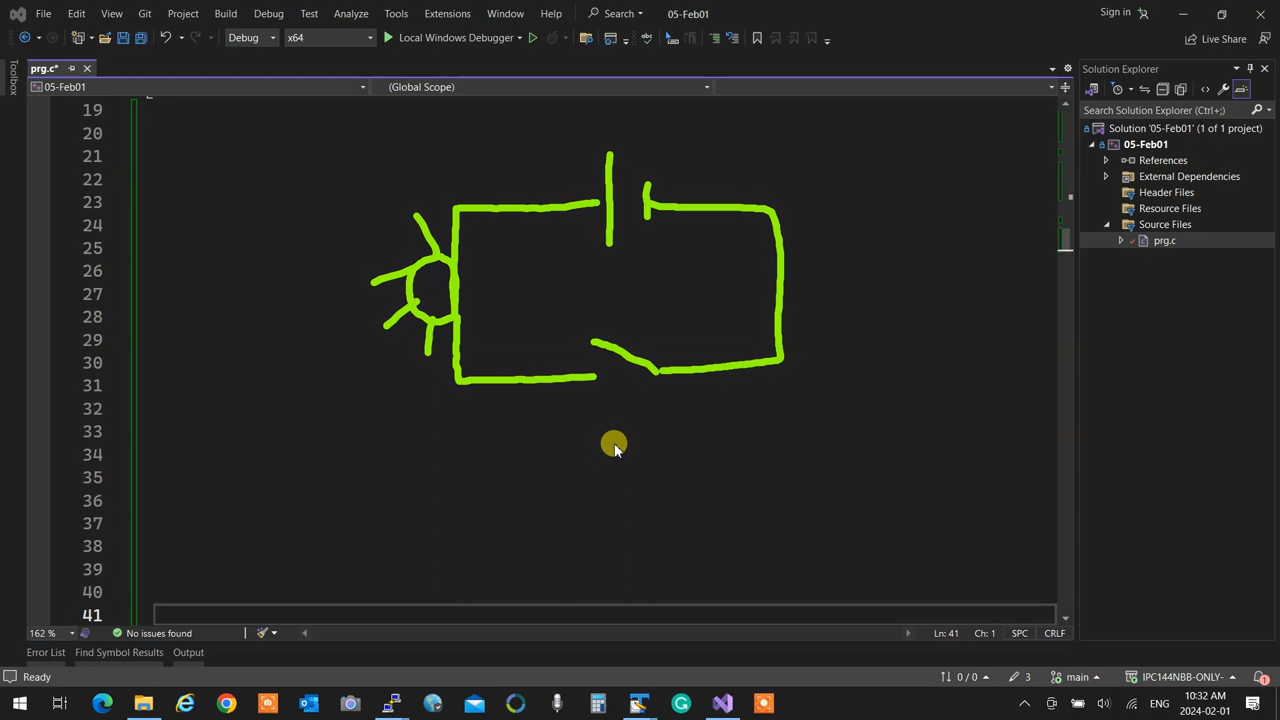 File Edit View Git Project Build Debug Test Analyze Tools Extensions Window Help Search 05-Feb01 Sign in
Debug x64 Local Windows Debugger Live Share
Toolbox
prg.c*
05-Feb01 (Global Scope)
19
20
21
22
23
24
25
26
27
28
29
30
31
32
33
34
35
36
37
38
39
40
41
162 % No issues found Ln: 41 Ch: 1 SPC CRLF
Error List Find Symbol Results Output
Solution Explorer
Search Solution Explorer (Ctrl+;)
Solution '05-Feb01' (1 of 1 project)
05-Feb01
References
External Dependencies
Header Files
Resource Files
Source Files
prg.c
Ready 0 / 0 3 main IPC144NBB-ONLY- 1
ENG 10:32 AM
2024-02-01